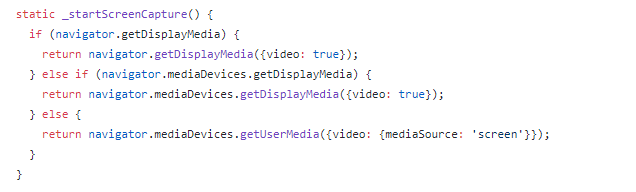 static _startScreenCapture() {
  if (navigator.getDisplayMedia) {
    return navigator.getDisplayMedia({video: true});
  } else if (navigator.mediaDevices.getDisplayMedia) {
    return navigator.mediaDevices.getDisplayMedia({video: true});
  } else {
    return navigator.mediaDevices.getUserMedia({video: {mediaSource: 'screen'}});
  }
}